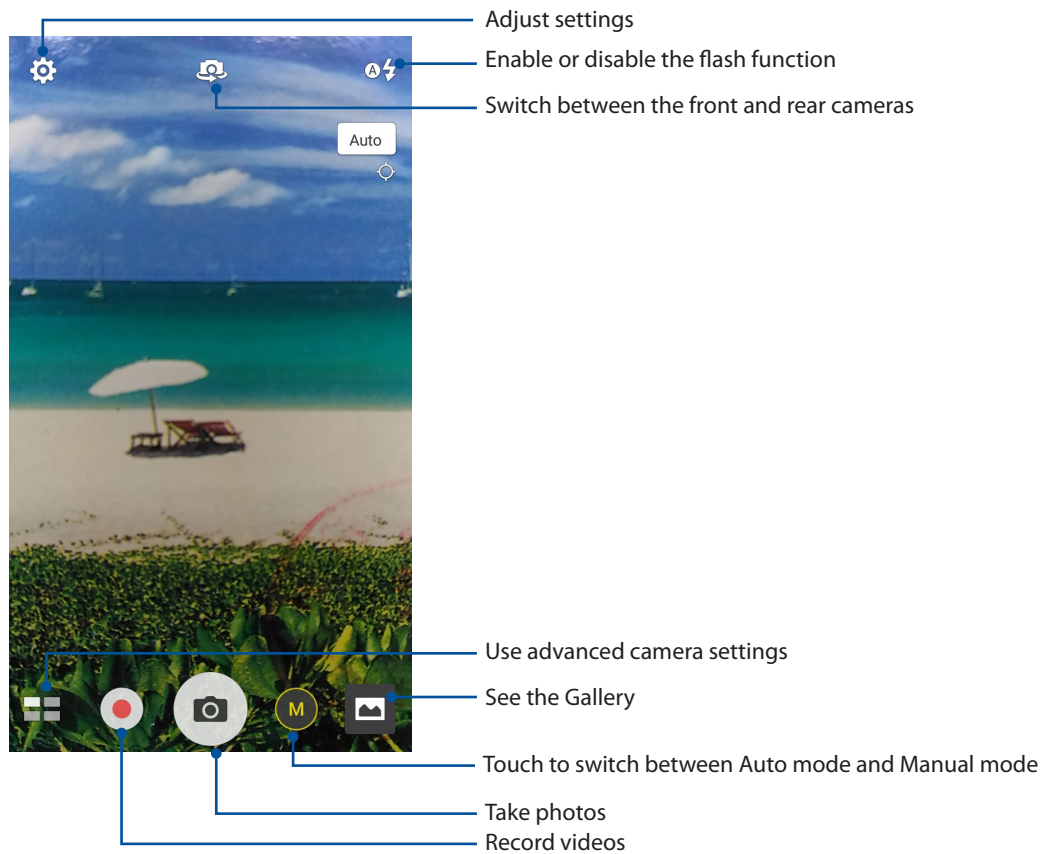 Adjust settings
Enable or disable the flash function
A
Switch between the front and rear cameras
Auto
Use advanced camera settings
See the Gallery
M
Touch to switch between Auto mode and Manual mode
Take photos
Record videos